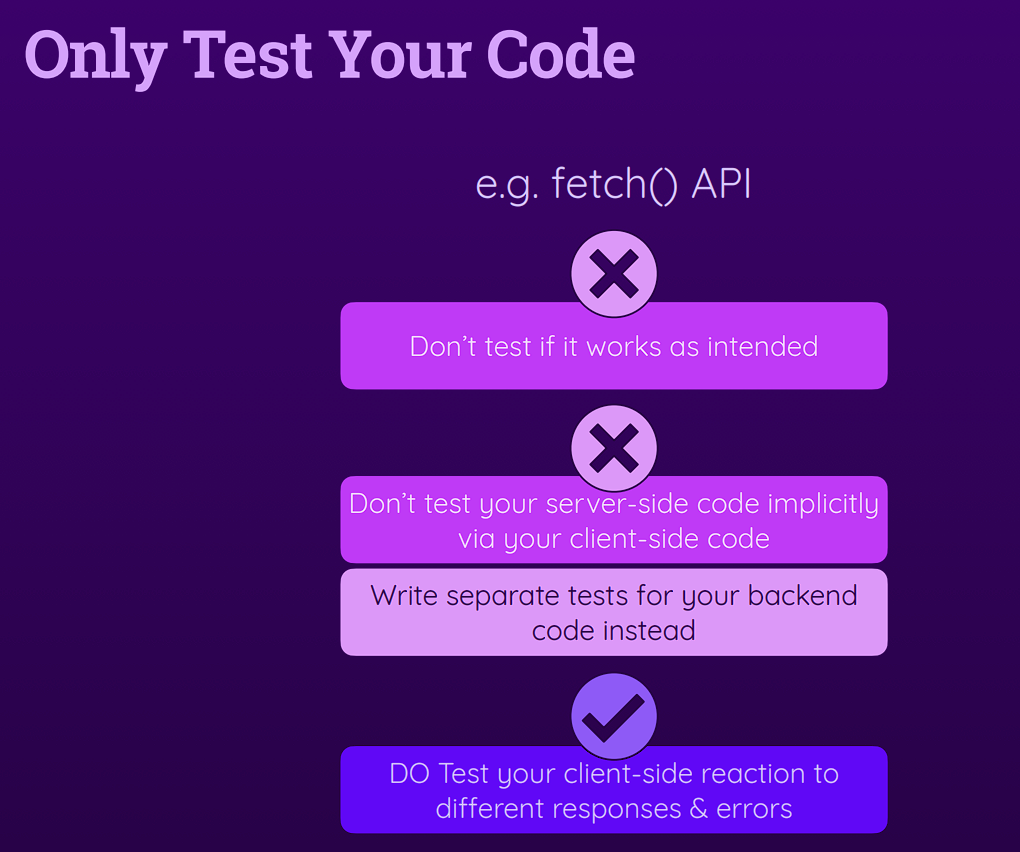 Only Test Your Code
e.g. fetch() API
Don’t test if it works as intended
Don’t test your server-side code implicitly
via your client-side code
Write separate tests for your backend
code instead
DO Test your client-side reaction to
different responses & errors